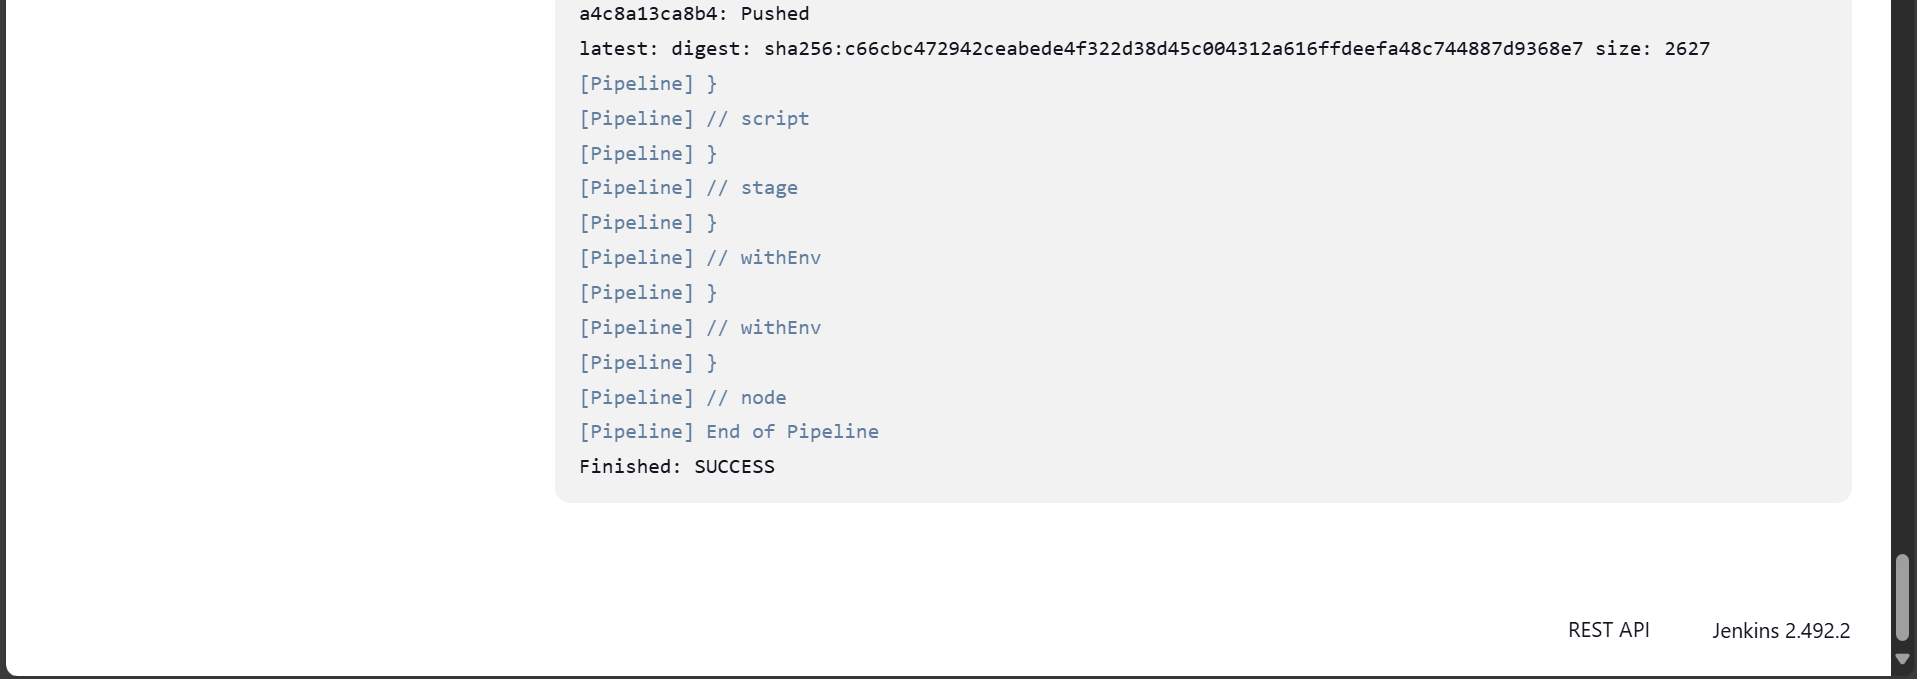 a4c8a13ca8b4: Pushed
latest: digest: sha256:c66cbc472942ceabede4f322d38d45c004312a616ffdeefa48c744887d9368e7 size: 2627
[Pipeline] }
[Pipeline] // script
[Pipeline] }
[Pipeline] // stage
[Pipeline] }
[Pipeline] // withEnv
[Pipeline] }
[Pipeline] // withEnv
[Pipeline] }
[Pipeline] // node
[Pipeline] End of Pipeline
Finished: SUCCESS
REST API Jenkins 2.492.2